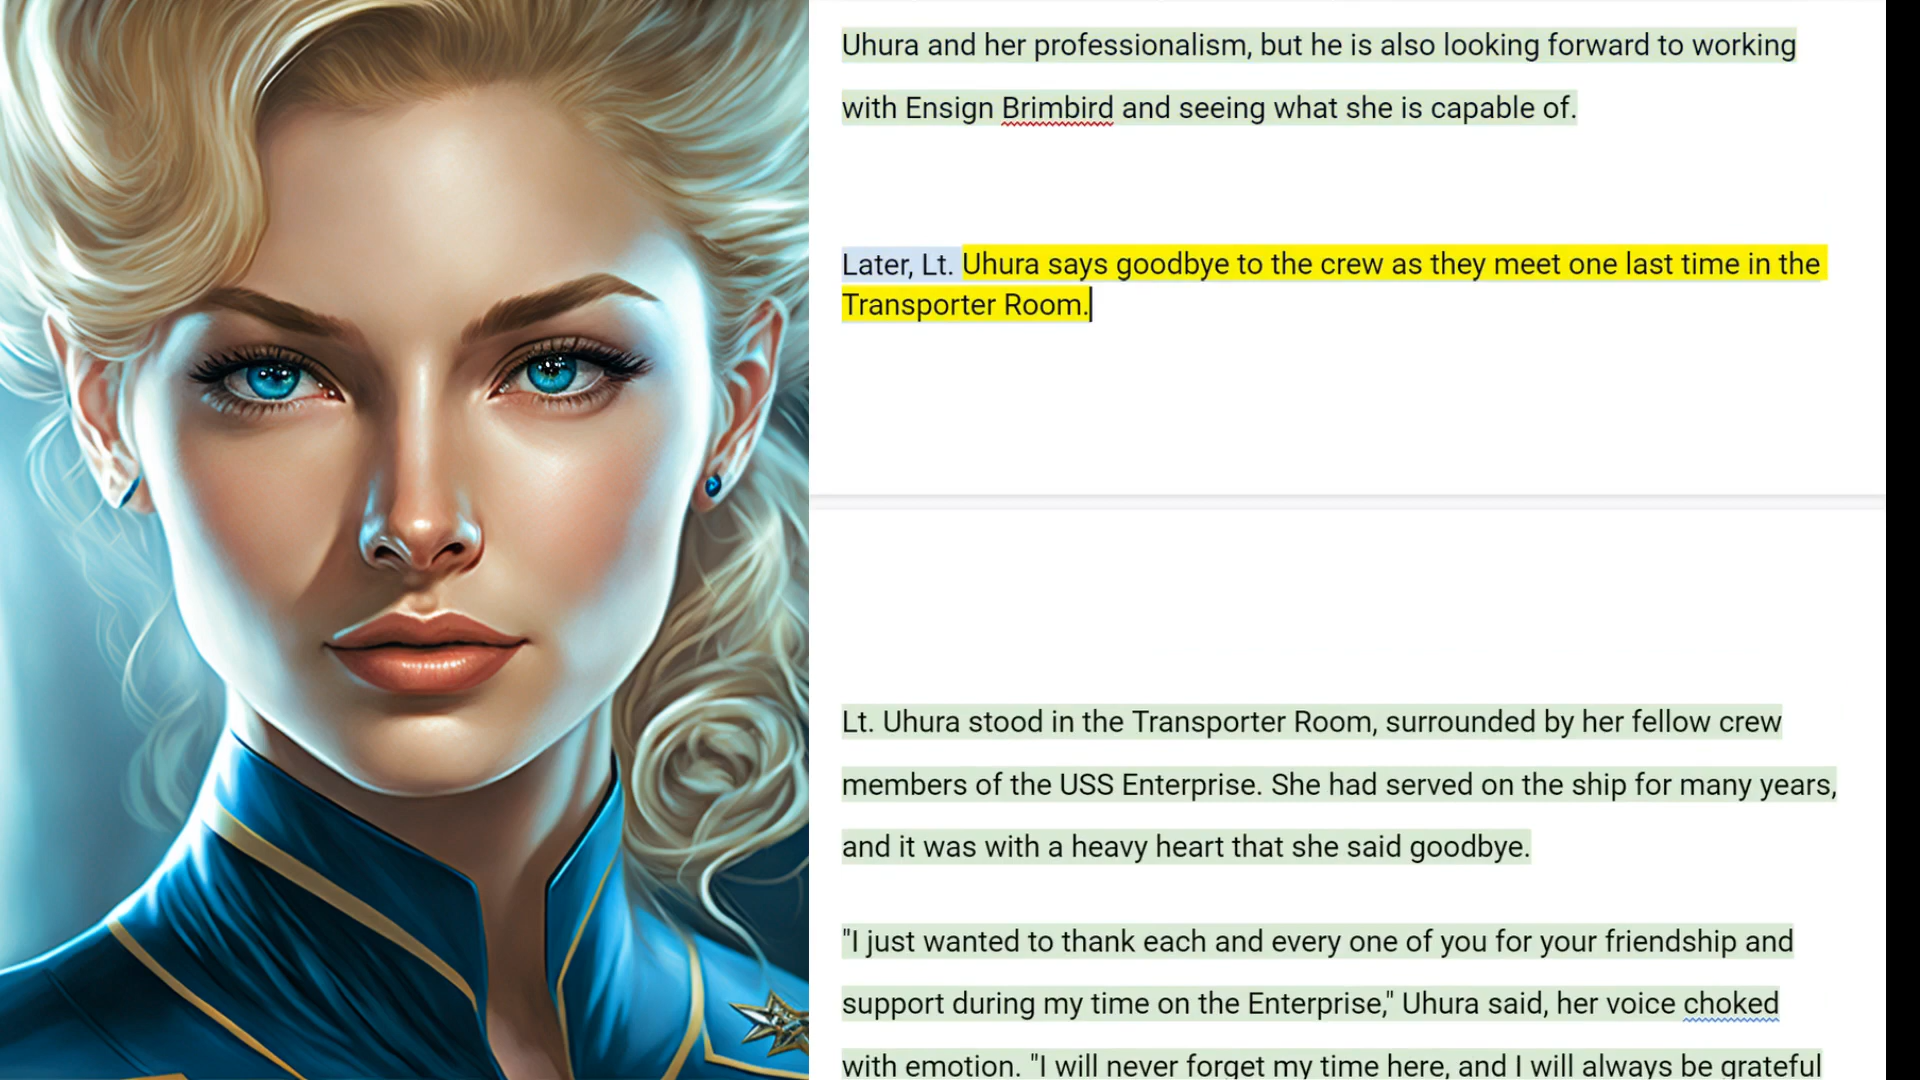 Uhura and her professionalism, but he is also looking forward to working
with Ensign Brimbird and seeing what she is capable of.
Later, Lt. Uhura says goodbye to the crew as they meet one last time in the
Transporter Room.
Lt. Uhura stood in the Transporter Room, surrounded by her fellow crew
members of the USS Enterprise. She had served on the ship for many years,
and it was with a heavy heart that she said goodbye.
"I just wanted to thank each and every one of you for your friendship and
support during my time on the Enterprise," Uhura said, her voice choked
with emotion. "I will never forget my time here, and I will always be grateful